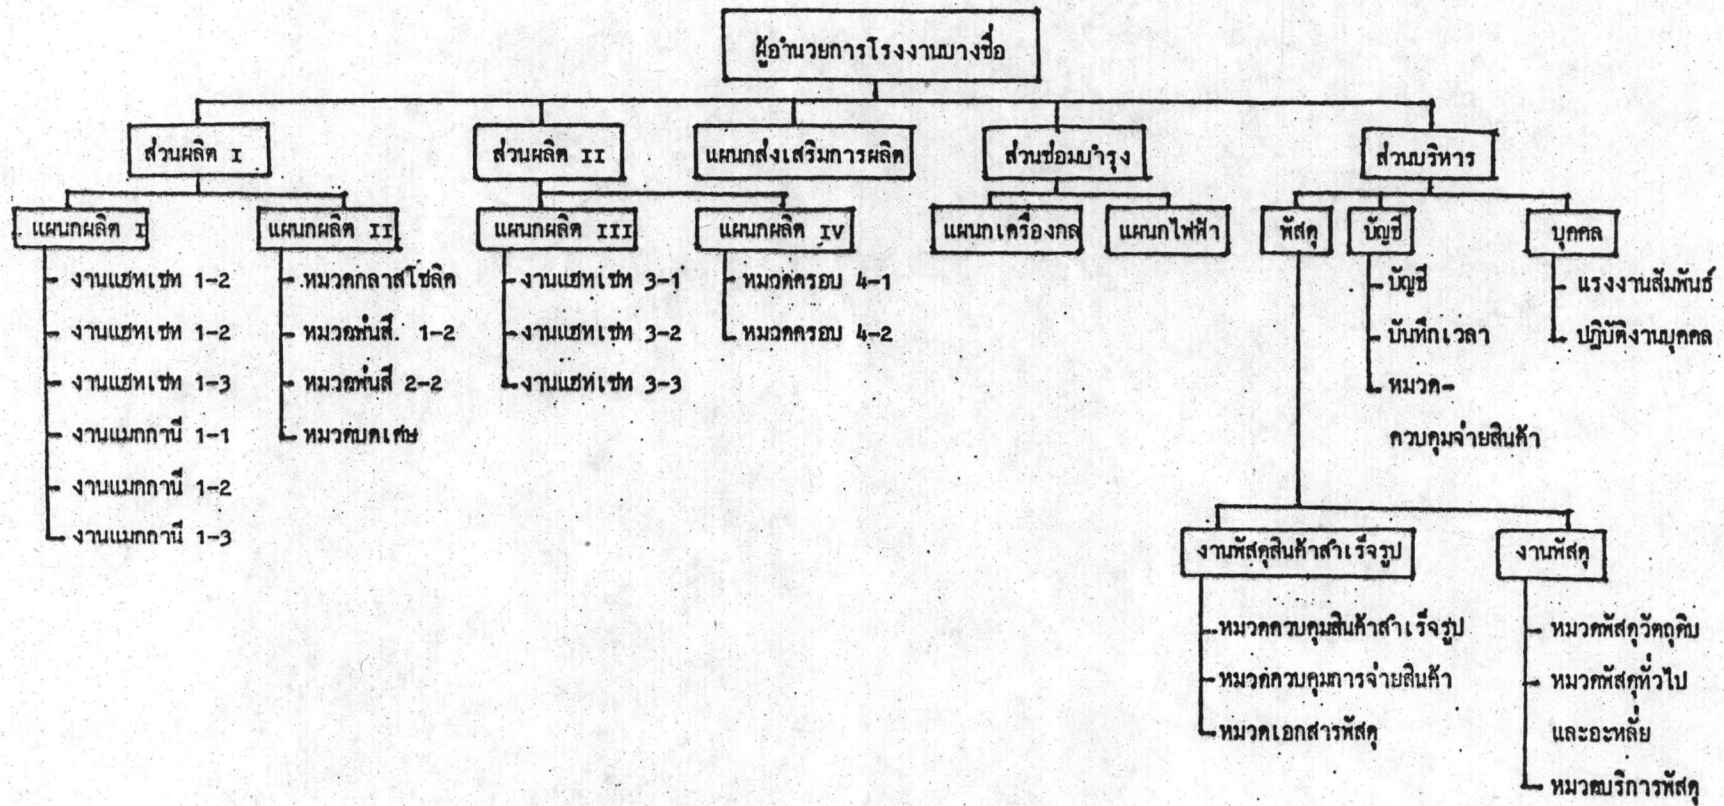 ผู้อำนวยการโรงงานบางซื่อ
ส่วนผลิต I
ส่วนผลิต II
แผนกส่งเสริมการผลิต
ส่วนซ่อมบำรุง
ส่วนบริหาร
แผนกผลิต I
แผนกผลิต II
แผนกผลิต III
แผนกผลิต IV
แผนกเครื่องกล
แผนกไฟฟ้า
พัสดุ
บัญชี
บุคคล
งานแฮทเชท 1-2
งานแฮทเชท 1-2
งานแฮทเชท 1-3
งานแมกกานี 1-1
งานแมกกานี 1-2
งานแมกกานี 1-3
หมวดกลาสโซลิด
หมวดพ่นสี. 1-2
หมวดพ่นสี 2-2
หมวดบดเศษ
งานแฮทเชท 3-1
งานแฮทเชท 3-2
งานแฮทเชท 3-3
หมวดครอบ 4-1
หมวดครอบ 4-2
บัญชี
บันทึกเวลา
หมวด-
ควบคุมจ่ายสินค้า
แรงงานสัมพันธ์
ปฏิบัติงานบุคคล
งานพัสดุสินค้าสำเร็จรูป
งานพัสดุ
หมวดควบคุมสินค้าสำเร็จรูป
หมวดควบคุมการจ่ายสินค้า
หมวดเอกสารพัสดุ
หมวดพัสดุวัตถุดิบ
หมวดพัสดุทั่วไป
และอะหลั่ย
หมวดบริการพัสดุ